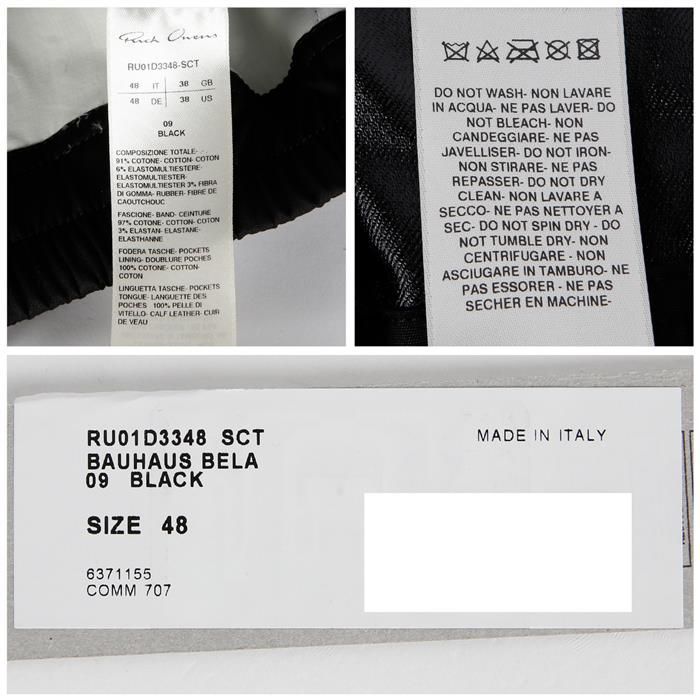 Rick Owens
RU01D3348-SCT
48 IT 38 GB
48 DE 38 US
09
BLACK
COMPOSIZIONE TOTALE-
91% COTONE- COTTON- COTON
6% ELASTOMULTIESTERE-
ELASTOMULTIESTER-
ELASTOMULTIESTER 3% FIBRA
DI GOMMA- RUBBER- FIBRE DE
CAOUTCHOUC
FASCIONE- BAND- CEINTURE
97% COTONE- COTTON- COTON
3% ELASTAN- ELASTANE-
ELASTHANNE
FODERA TASCHE- POCKETS
LINING- DOUBLURE POCHES
100% COTONE- COTTON-
COTON
LINGUETTA TASCHE- POCKETS
TONGUE- LANGUETTE DES
POCHES 100% PELLE DI
VITELLO- CALF LEATHER- CUIR
DE VEAU
DO NOT WASH- NON LAVARE
IN ACQUA- NE PAS LAVER- DO
NOT BLEACH- NON
CANDEGGIARE- NE PAS
JAVELLISER- DO NOT IRON-
NON STIRARE- NE PAS
REPASSER- DO NOT DRY
CLEAN- NON LAVARE A
SECCO- NE PAS NETTOYER A
SEC- DO NOT SPIN DRY- DO
NOT TUMBLE DRY- NON
CENTRIFUGARE- NON
ASCIUGARE IN TAMBURO- NE
PAS ESSORER- NE PAS
SECHER EN MACHINE-
RU01D3348 SCT
BAUHAUS BELA
09 BLACK
MADE IN ITALY
SIZE 48
6371155
COMM 707